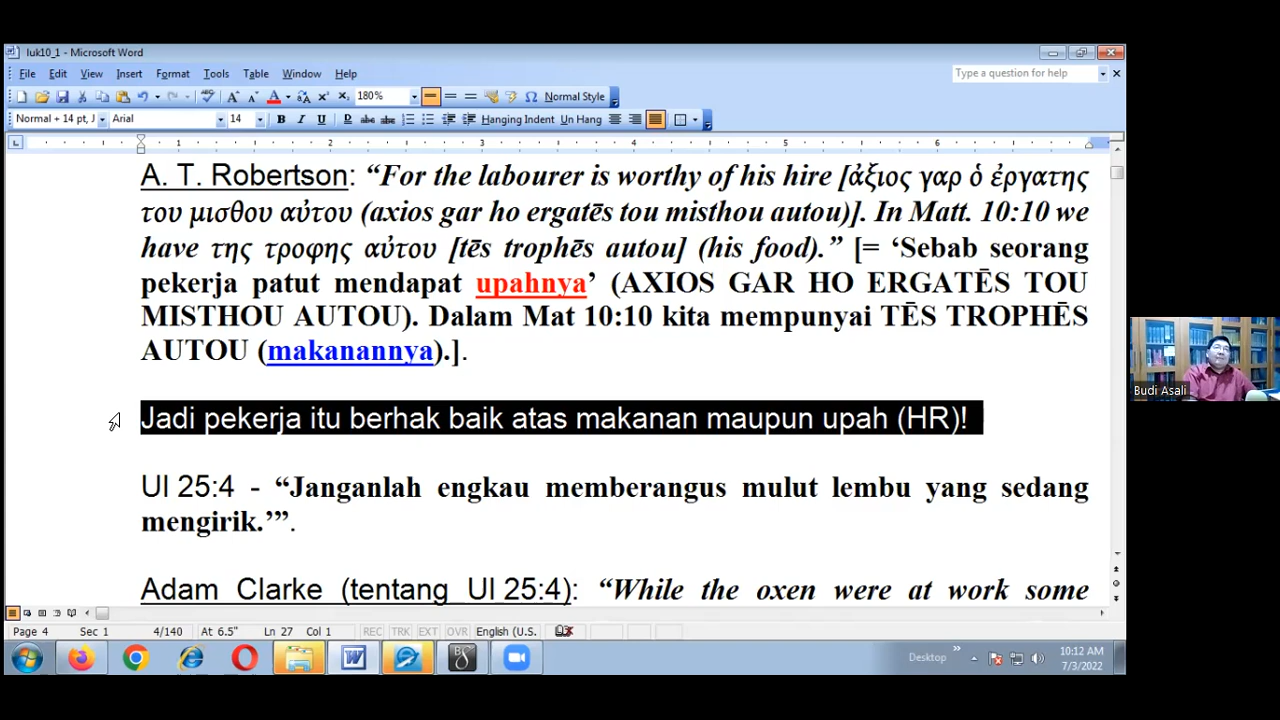 luk10_1 - Microsoft Word
File Edit View Insert Format Tools Table Window Help
Type a question for help
180% Normal Style
Normal + 14 pt, J Arial 14 B I U Hanging Indent Un Hang
1 2 3 4 5 6
A. T. Robertson: “For the labourer is worthy of his hire [ἀξιος γαρ ὁ ἐργατης
του μισθου αὐτου (axios gar ho ergatēs tou misthou autou)]. In Matt. 10:10 we
have της τροφης αὐτου [tēs trophēs autou] (his food).” [= ‘Sebab seorang
pekerja patut mendapat upahnya’ (AXIOS GAR HO ERGATĒS TOU
MISTHOU AUTOU). Dalam Mat 10:10 kita mempunyai TĒS TROPHĒS
AUTOU (makanannya).].
Jadi pekerja itu berhak baik atas makanan maupun upah (HR)!
Ul 25:4 - “Janganlah engkau memberangus mulut lembu yang sedang
mengirik.’”.
Adam Clarke (tentang Ul 25:4): “While the oxen were at work some
Budi Asali
Page 4 Sec 1 4/140 At 6.5" Ln 27 Col 1 REC TRK EXT OVR English (U.S.
Desktop
10:12 AM
7/3/2022